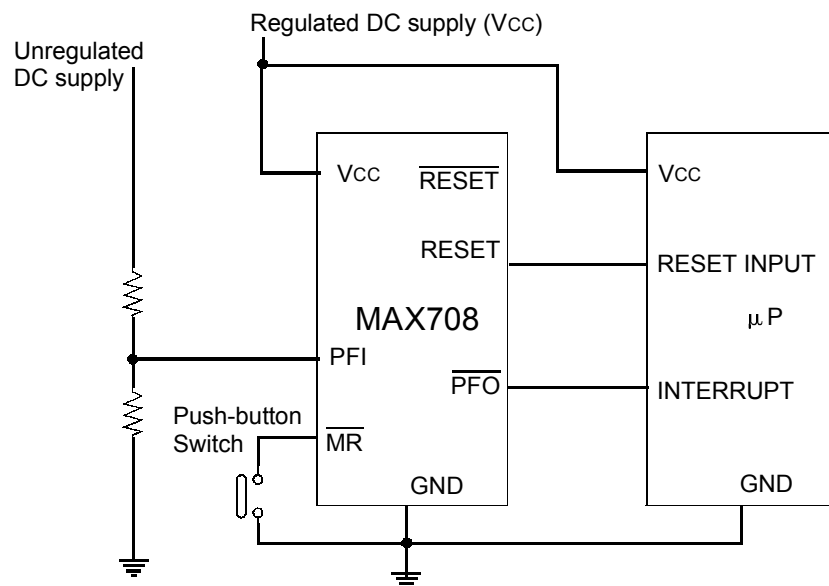 Regulated DC supply (VCC)
Unregulated
DC supply
VCC
RESET
VCC
RESET
RESET INPUT
MAX708
μP
PFI
PFO
INTERRUPT
Push-button
Switch
MR
GND
GND